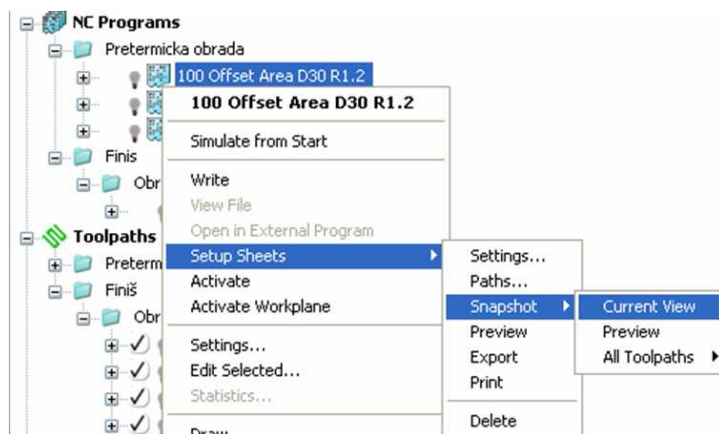 NC Programs
Pretermicka obrada
100 Offset Area D30 R1.2
100 Offset Area D30 R1.2
Simulate from Start
Finis
Write
Obr
View File
Open in External Program
Toolpaths
Setup Sheets
Settings...
Preterm
Activate
Paths...
Finiš
Activate Workplane
Snapshot
Current View
Obr
Preview
Preview
Settings...
Export
All Toolpaths
Edit Selected...
Print
Statistics...
Delete
Draw